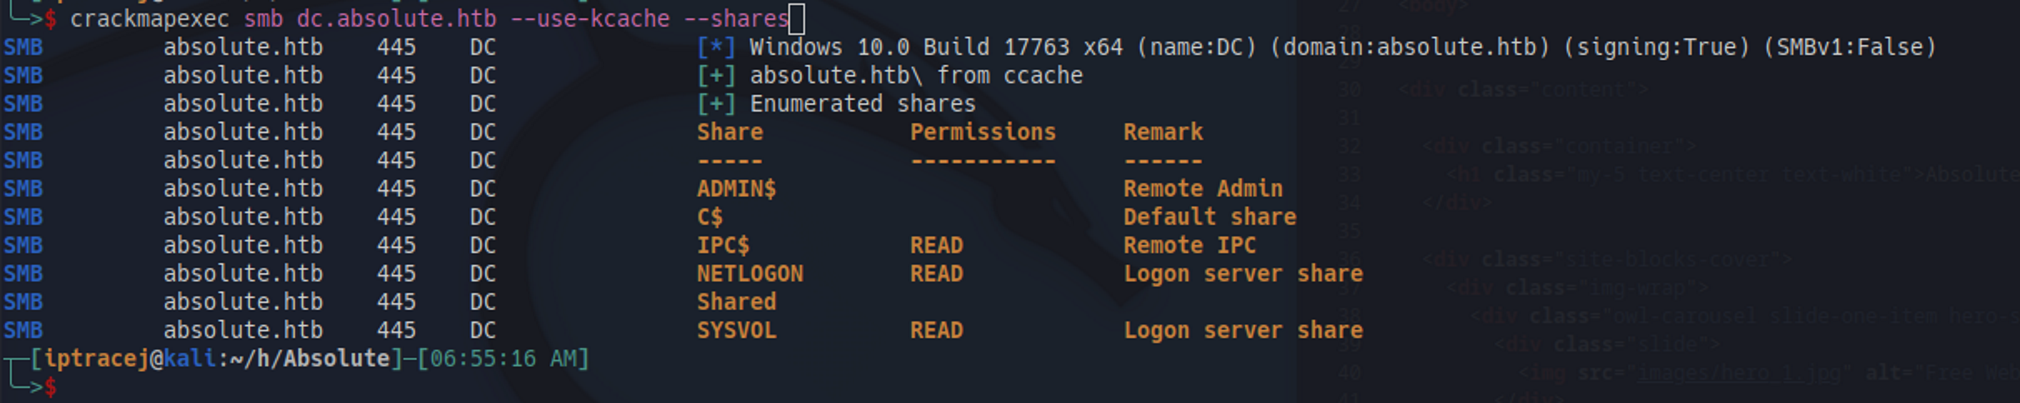 └─>$ crackmapexec smb dc.absolute.htb --use-kcache --shares
SMB absolute.htb 445 DC [*] Windows 10.0 Build 17763 x64 (name:DC) (domain:absolute.htb) (signing:True) (SMBv1:False)
SMB absolute.htb 445 DC [+] absolute.htb\ from ccache
SMB absolute.htb 445 DC [+] Enumerated shares
SMB absolute.htb 445 DC Share Permissions Remark
SMB absolute.htb 445 DC ----- ----------- ------
SMB absolute.htb 445 DC ADMIN$ Remote Admin
SMB absolute.htb 445 DC C$ Default share
SMB absolute.htb 445 DC IPC$ READ Remote IPC
SMB absolute.htb 445 DC NETLOGON READ Logon server share
SMB absolute.htb 445 DC Shared
SMB absolute.htb 445 DC SYSVOL READ Logon server share
┌─[iptracej@kali:~/h/Absolute]─[06:55:16 AM]
└─>$
27 <body>
30 <div class="content">
31
32 <div class="container">
33 <h1 class="my-5 text-center text-white">Absolute
34 </div>
35
36 <div class="site-blocks-cover">
37 <div class="img-wrap">
38 <div class="owl-carousel slide-one-item hero-s
39 <div class="slide">
40 <img src="images/hero_1.jpg" alt="Free Web